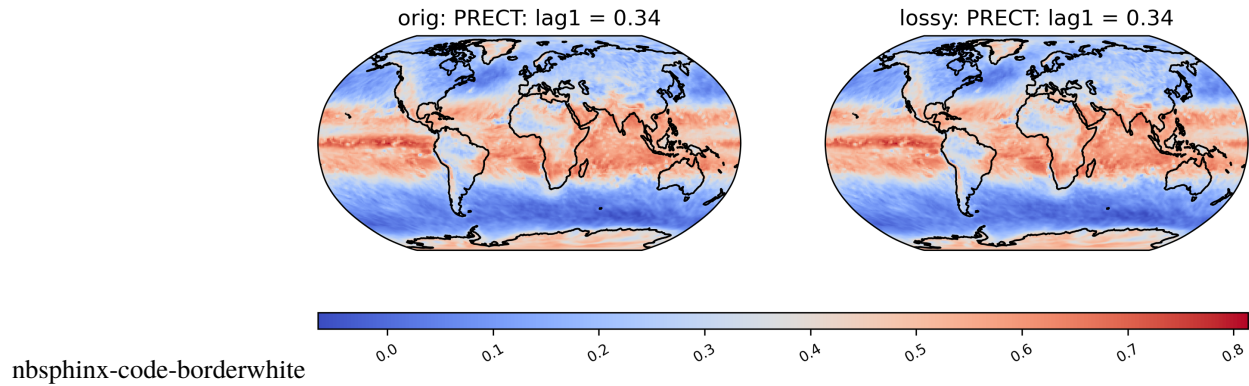 orig: PRECT: lag1 = 0.34
lossy: PRECT: lag1 = 0.34
0.0 0.1 0.2 0.3 0.4 0.5 0.6 0.7 0.8
nbsphinx-code-borderwhite